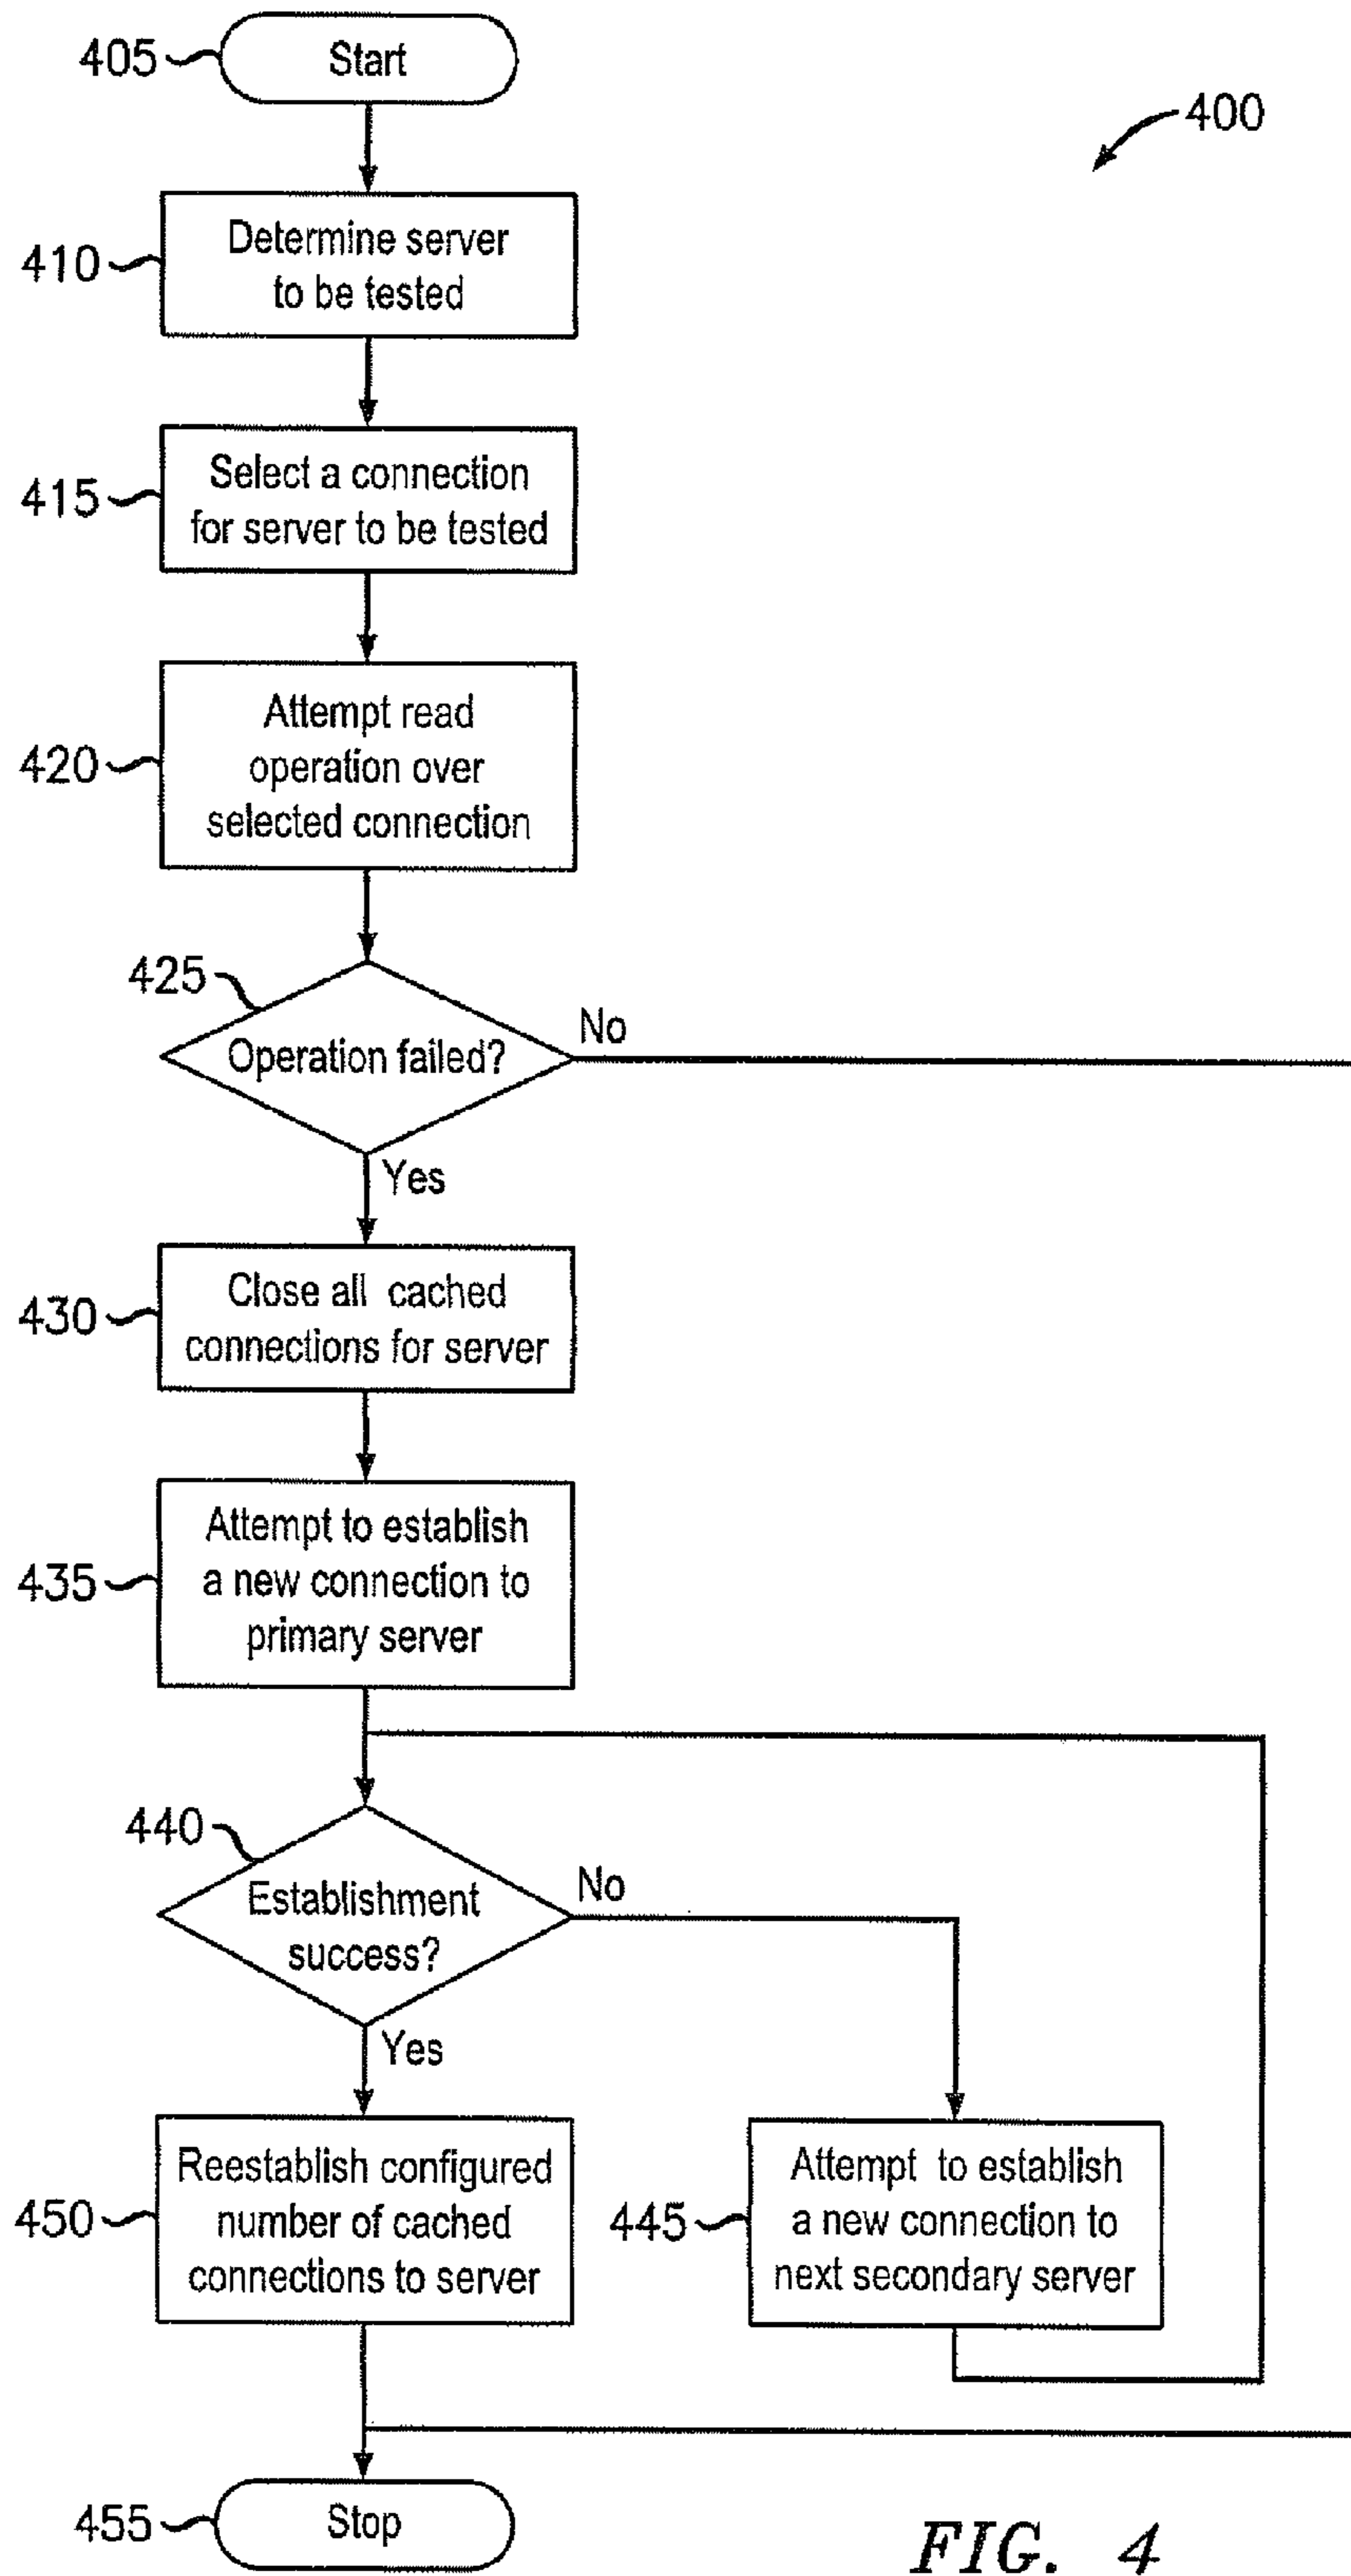 405
Start
400
410
Determine server
to be tested
415
Select a connection
for server to be tested
420
Attempt read
operation over
selected connection
425
Operation failed?
No
Yes
430
Close all cached
connections for server
435
Attempt to establish
a new connection to
primary server
440
Establishment
success?
No
Yes
450
Reestablish configured
number of cached
connections to server
445
Attempt to establish
a new connection to
next secondary server
455
Stop
FIG. 4